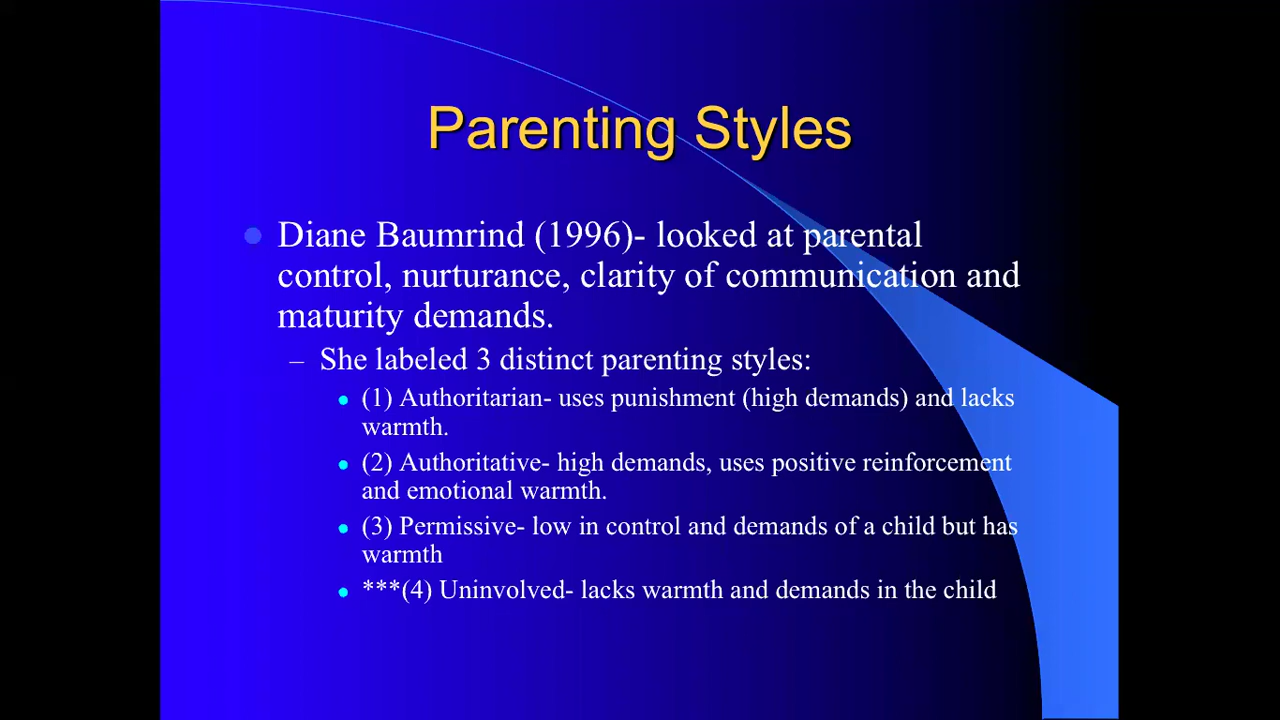 Parenting Styles
Diane Baumrind (1996)- looked at parental
control, nurturance, clarity of communication and
maturity demands.
– She labeled 3 distinct parenting styles:
(1) Authoritarian- uses punishment (high demands) and lacks
warmth.
(2) Authoritative- high demands, uses positive reinforcement
and emotional warmth.
(3) Permissive- low in control and demands of a child but has
warmth
***(4) Uninvolved- lacks warmth and demands in the child